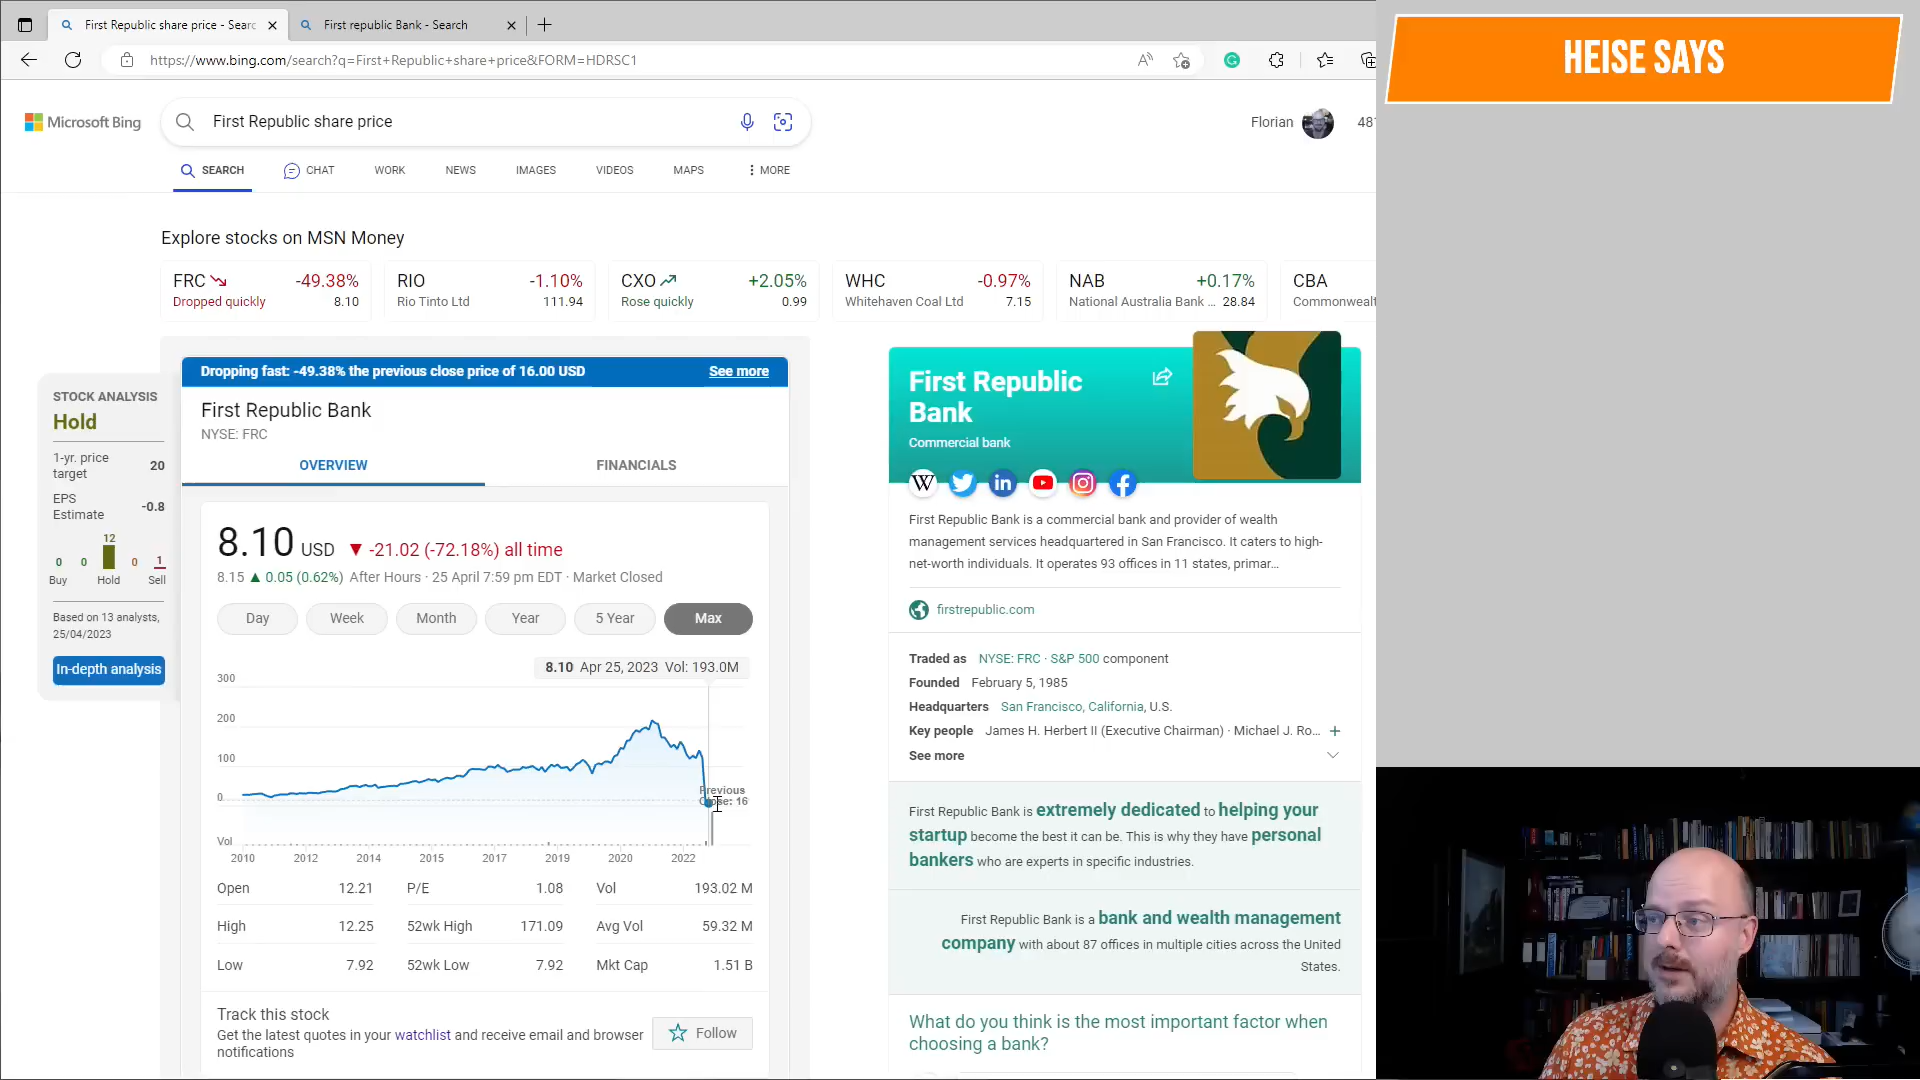 First Republic share price - Searc
First republic Bank - Search
https://www.bing.com/search?q=First+Republic+share+price&FORM=HDRSC1
HEISE SAYS
Microsoft Bing
First Republic share price
Florian
481
SEARCH
CHAT
WORK
NEWS
IMAGES
VIDEOS
MAPS
MORE
Explore stocks on MSN Money
FRC -49.38%
Dropped quickly 8.10
RIO -1.10%
Rio Tinto Ltd 111.94
CXO +2.05%
Rose quickly 0.99
WHC -0.97%
Whitehaven Coal Ltd 7.15
NAB +0.17%
National Australia Bank ... 28.84
CBA
Commonwealt
STOCK ANALYSIS
Hold
1-yr. price
target 20
EPS
Estimate -0.8
12
0 0 0 1
Buy Hold Sell
Based on 13 analysts,
25/04/2023
In-depth analysis
Dropping fast: -49.38% the previous close price of 16.00 USD See more
First Republic Bank
NYSE: FRC
OVERVIEW FINANCIALS
8.10 USD ▼ -21.02 (-72.18%) all time
8.15 ▲ 0.05 (0.62%) After Hours · 25 April 7:59 pm EDT · Market Closed
Day Week Month Year 5 Year Max
8.10 Apr 25, 2023 Vol: 193.0M
300
200
100
0
Previous
Close: 16
Vol
2010 2012 2014 2015 2017 2019 2020 2022
Open 12.21 P/E 1.08 Vol 193.02 M
High 12.25 52wk High 171.09 Avg Vol 59.32 M
Low 7.92 52wk Low 7.92 Mkt Cap 1.51 B
Track this stock
Get the latest quotes in your watchlist and receive email and browser
notifications
Follow
First Republic
Bank
Commercial bank
W
in
First Republic Bank is a commercial bank and provider of wealth
management services headquartered in San Francisco. It caters to high-
net-worth individuals. It operates 93 offices in 11 states, primar...
firstrepublic.com
Traded as NYSE: FRC · S&P 500 component
Founded February 5, 1985
Headquarters San Francisco, California, U.S.
Key people James H. Herbert II (Executive Chairman) · Michael J. Ro...
See more
First Republic Bank is extremely dedicated to helping your
startup become the best it can be. This is why they have personal
bankers who are experts in specific industries.
First Republic Bank is a bank and wealth management
company with about 87 offices in multiple cities across the United
States.
What do you think is the most important factor when
choosing a bank?